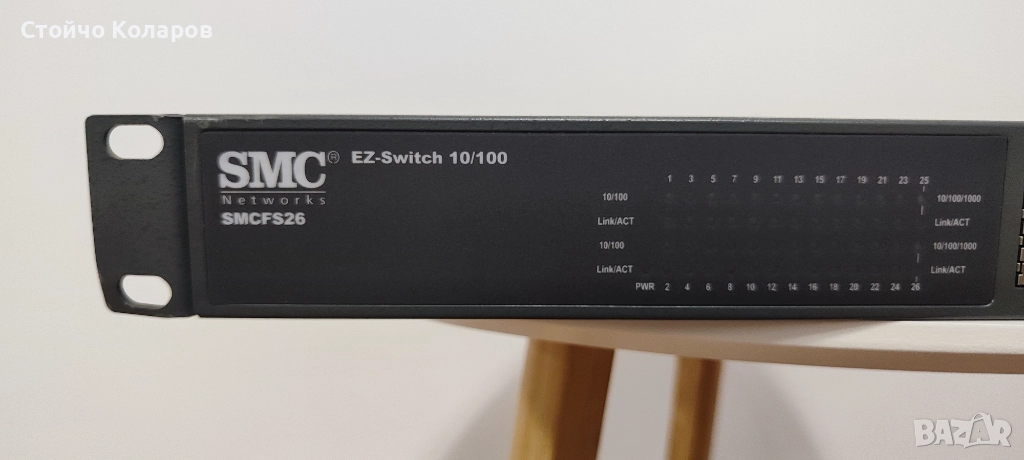 Стойчо Коларов
SMC® EZ-Switch 10/100
Networks
SMCFS26
1 3 5 7 9 11 13 15 17 19 21 23 25
10/100 10/100/1000
Link/ACT Link/ACT
10/100 10/100/1000
Link/ACT Link/ACT
PWR 2 4 6 8 10 12 14 16 18 20 22 24 26
BAZAR